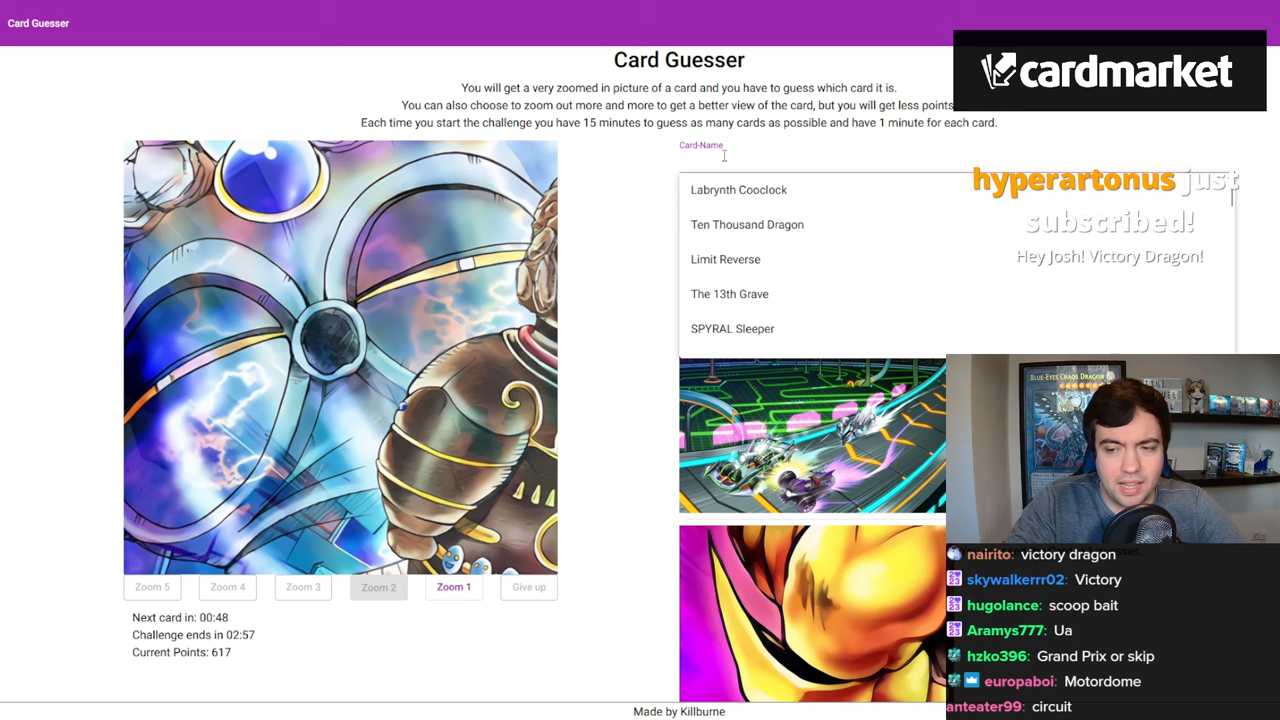 Card Guesser
Card Guesser
You will get a very zoomed in picture of a card and you have to guess which card it is.
You can also choose to zoom out more and more to get a better view of the card, but you will get less points
Each time you start the challenge you have 15 minutes to guess as many cards as possible and have 1 minute for each card.
cardmarket
Card-Name
Labrynth Cooclock
Ten Thousand Dragon
Limit Reverse
The 13th Grave
SPYRAL Sleeper
hyperartonus just
subscribed!
Hey Josh! Victory Dragon!
BLUE-EYES CHAOS DRAGON
Zoom 5
Zoom 4
Zoom 3
Zoom 2
Zoom 1
Give up
Next card in: 00:48
Challenge ends in 02:57
Current Points: 617
nairito: victory dragon
skywalkerrr02: Victory
hugolance: scoop bait
Aramys777: Ua
hzko396: Grand Prix or skip
europaboi: Motordome
anteater99: circuit
Made by Killburne